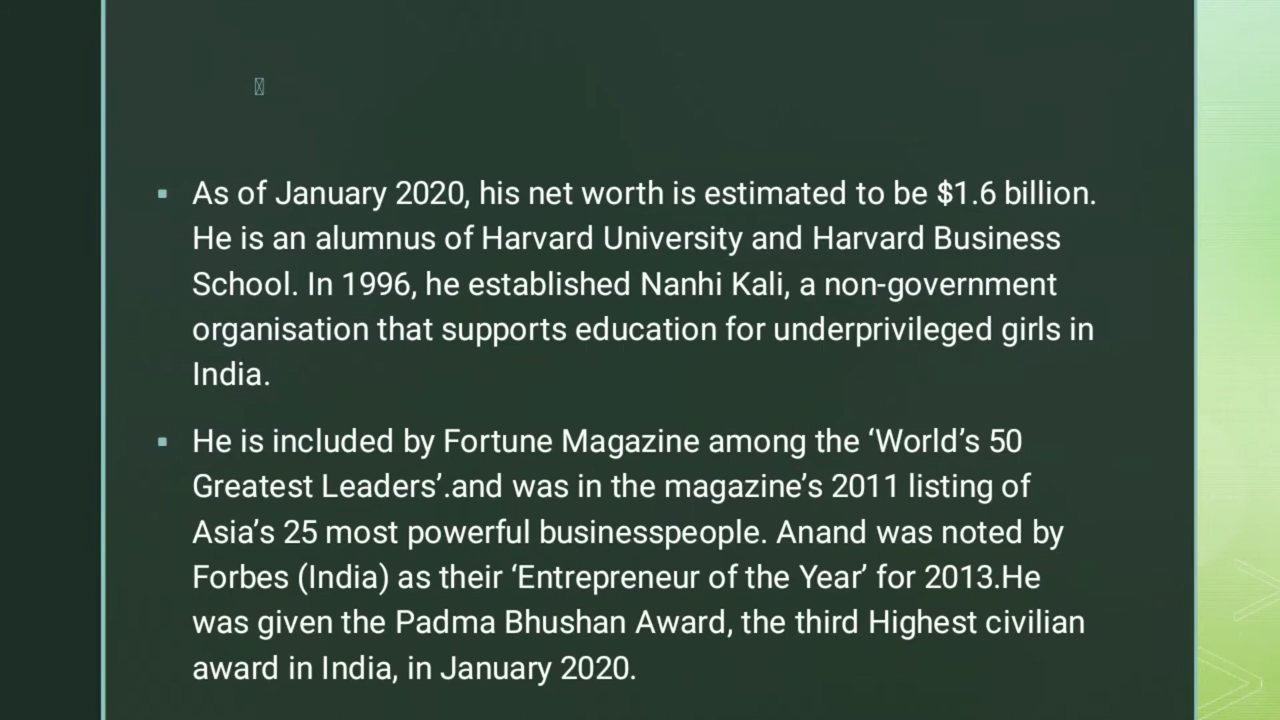 As of January 2020, his net worth is estimated to be $1.6 billion.
He is an alumnus of Harvard University and Harvard Business
School. In 1996, he established Nanhi Kali, a non-government
organisation that supports education for underprivileged girls in
India.
He is included by Fortune Magazine among the ‘World’s 50
Greatest Leaders’.and was in the magazine’s 2011 listing of
Asia’s 25 most powerful businesspeople. Anand was noted by
Forbes (India) as their ‘Entrepreneur of the Year’ for 2013.He
was given the Padma Bhushan Award, the third Highest civilian
award in India, in January 2020.